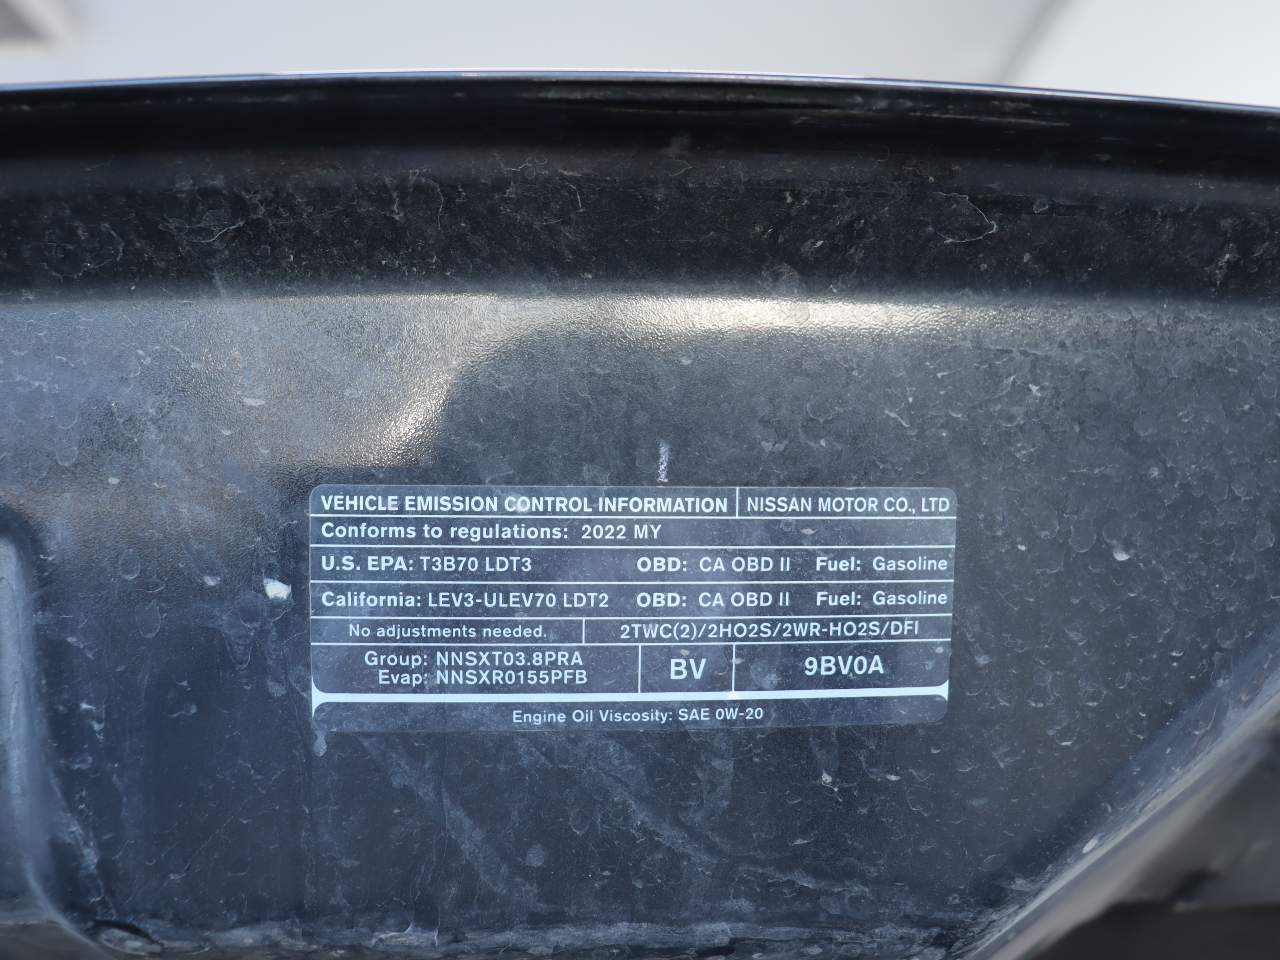 VEHICLE EMISSION CONTROL INFORMATION NISSAN MOTOR CO., LTD
Conforms to regulations: 2022 MY
U.S. EPA: T3B70 LDT3 OBD: CA OBD II Fuel: Gasoline
California: LEV3-ULEV70 LDT2 OBD: CA OBD II Fuel: Gasoline
No adjustments needed. 2TWC(2)/2HO2S/2WR-HO2S/DFI
Group: NNSXT03.8PRA
Evap: NNSXR0155PFB
BV
9BV0A
Engine Oil Viscosity: SAE 0W-20